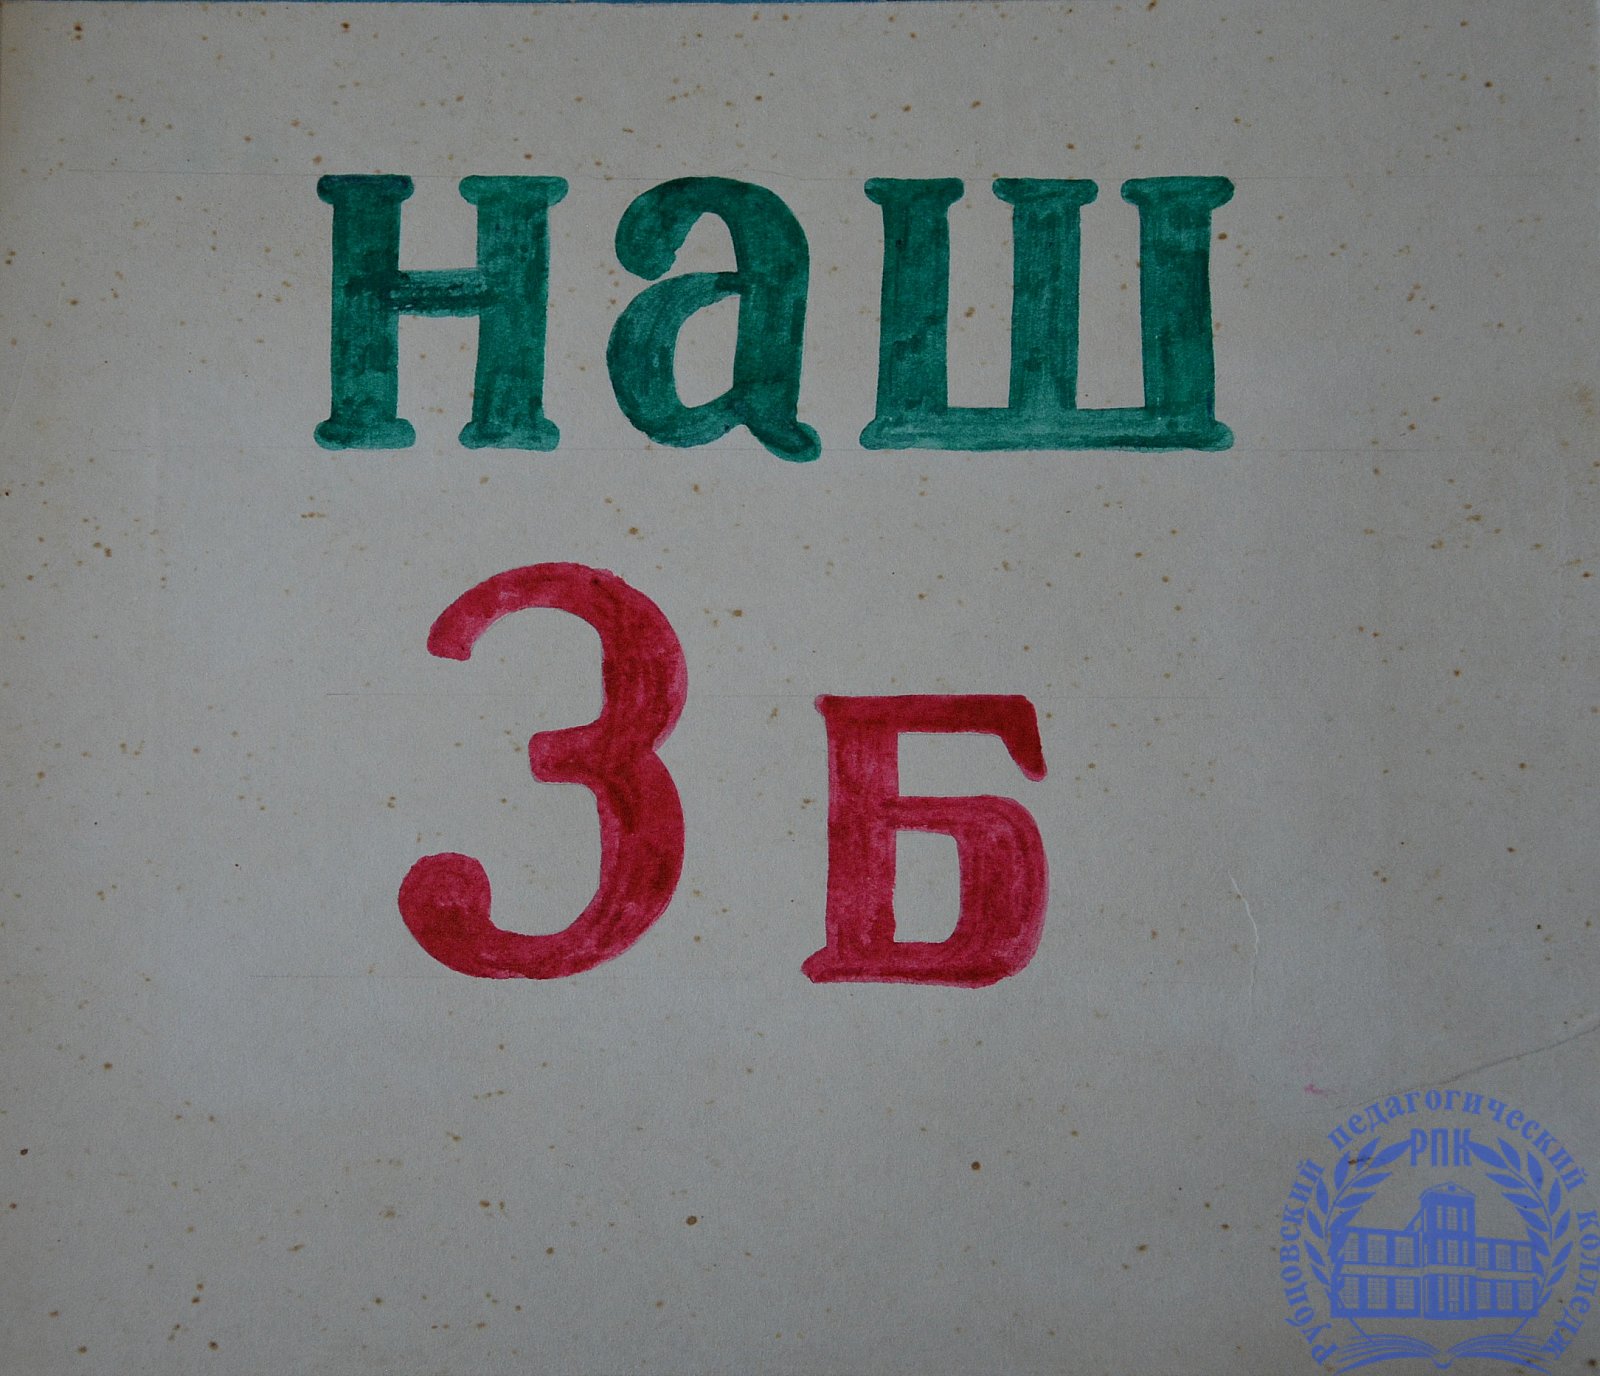 наш
3 Б
Рубцовский педагогический колледж
РПК